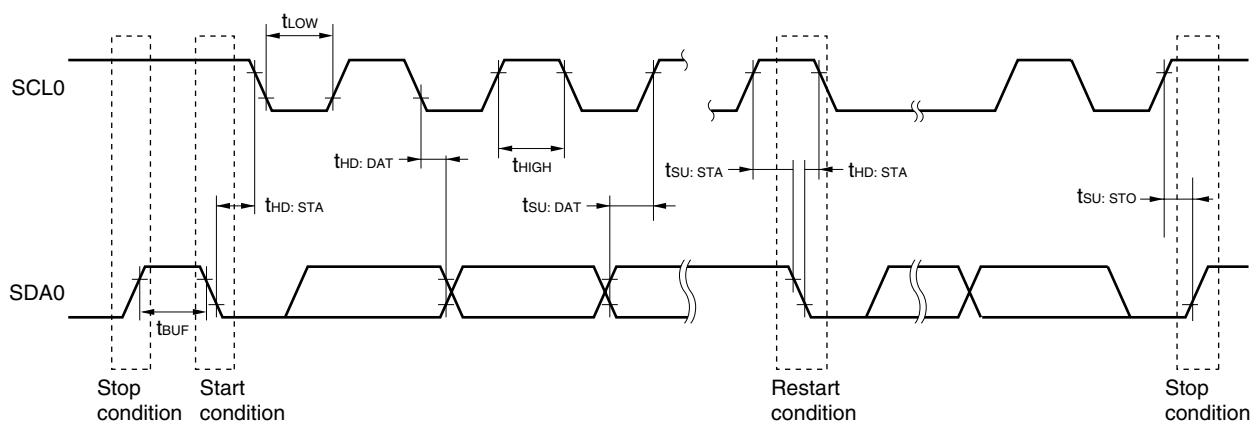 tLOW
SCL0
tHD: DAT
tHIGH
tSU: STA
tHD: STA
tHD: STA
tSU: DAT
tSU: STO
SDA0
tBUF
Stop
condition
Start
condition
Restart
condition
Stop
condition